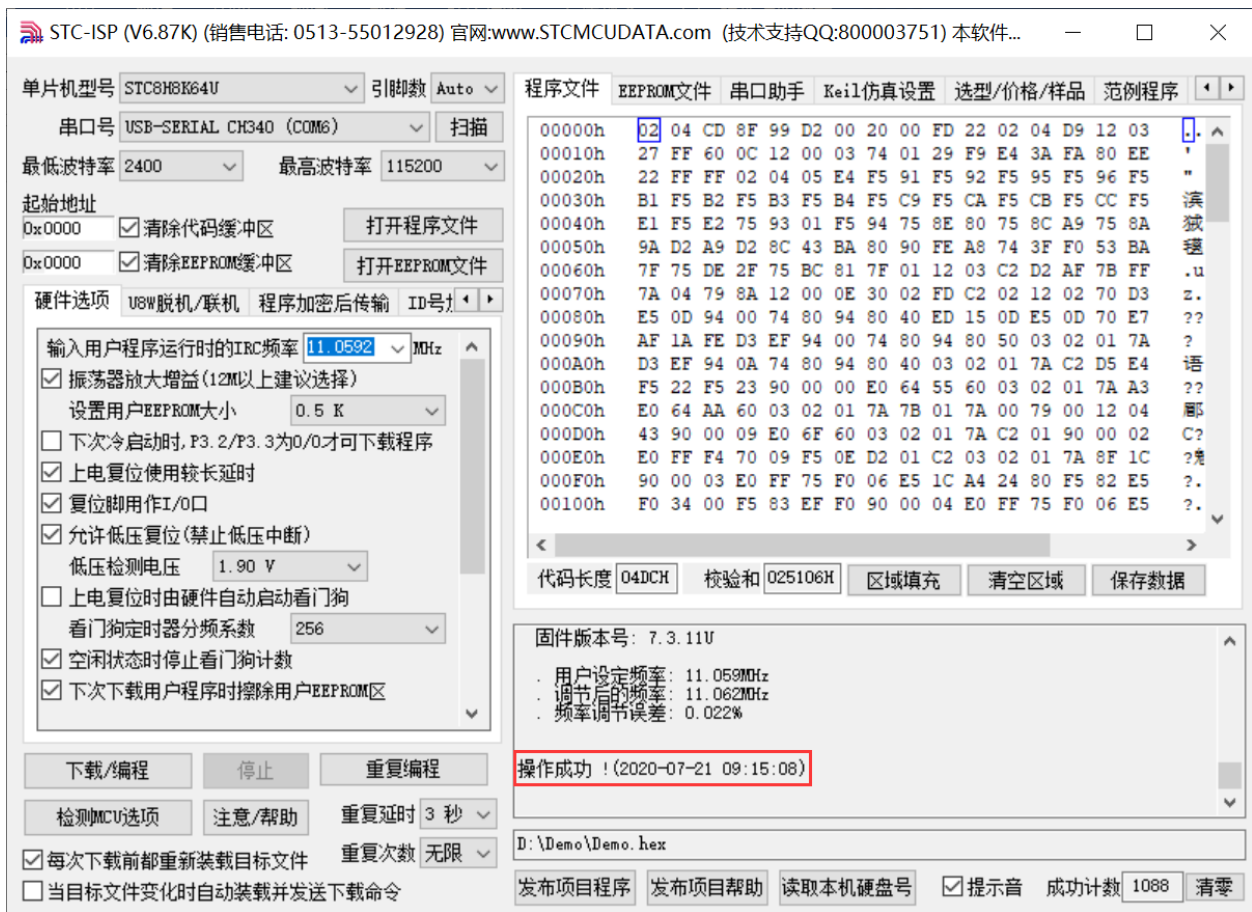 STC-ISP (V6.87K) (销售电话: 0513-55012928) 官网:www.STCMCUDATA.com (技术支持QQ:800003751) 本软件...
单片机型号 STC8H8K64U 引脚数 Auto
串口号 USB-SERIAL CH340 (COM6) 扫描
最低波特率 2400 最高波特率 115200
起始地址
0x0000 清除代码缓冲区 打开程序文件
0x0000 清除EEPROM缓冲区 打开EEPROM文件
硬件选项 U8W脱机/联机 程序加密后传输
输入用户程序运行时的IRC频率 11.0592 MHz
振荡器放大增益(12M以上建议选择)
设置用户EEPROM大小 0.5 K
下次冷启动时,P3.2/P3.3为0/0才可下载程序
上电复位使用较长延时
复位脚用作I/O口
允许低压复位(禁止低压中断)
低压检测电压 1.90 V
上电复位时由硬件自动启动看门狗
看门狗定时器分频系数 256
空闲状态时停止看门狗计数
下次下载用户程序时擦除用户EEPROM区
下载/编程 停止 重复编程
检测MCU选项 注意/帮助 重复延时 3 秒
每次下载前都重新装载目标文件 重复次数 无限
当目标文件变化时自动装载并发送下载命令
程序文件 EEPROM文件 串口助手 Keil仿真设置 选型/价格/样品 范例程序
00000h 02 04 CD 8F 99 D2 00 20 00 FD 22 02 04 D9 12 03 ..
00010h 27 FF 60 0C 12 00 03 74 01 29 F9 E4 3A FA 80 EE '
00020h 22 FF FF 02 04 05 E4 F5 91 F5 92 F5 95 F5 96 F5 "
00030h B1 F5 B2 F5 B3 F5 B4 F5 C9 F5 CA F5 CB F5 CC F5 滨
00040h E1 F5 E2 75 93 01 F5 94 75 8E 80 75 8C A9 75 8A
00050h 9A D2 A9 D2 8C 43 BA 80 90 FE A8 74 3F F0 53 BA
00060h 7F 75 DE 2F 75 BC 81 7F 01 12 03 C2 D2 AF 7B FF .u
00070h 7A 04 79 8A 12 00 0E 30 02 FD C2 02 12 02 70 D3 z.
00080h E5 0D 94 00 74 80 94 80 40 ED 15 0D E5 0D 70 E7 ??
00090h AF 1A FE D3 EF 94 00 74 80 94 80 50 03 02 01 7A ?
000A0h D3 EF 94 0A 74 80 94 80 40 03 02 01 7A C2 D5 E4 语
000B0h F5 22 F5 23 90 00 00 E0 64 55 60 03 02 01 7A A3 ??
000C0h E0 64 AA 60 03 02 01 7A 7B 01 7A 00 79 00 12 04 郿
000D0h 43 90 00 09 E0 6F 60 03 02 01 7A C2 01 90 00 02 C?
000E0h E0 FF F4 70 09 F5 0E D2 01 C2 03 02 01 7A 8F 1C
000F0h 90 00 03 E0 FF 75 F0 06 E5 1C A4 24 80 F5 82 E5 ?.
00100h F0 34 00 F5 83 EF F0 90 00 04 E0 FF 75 F0 06 E5 ?.
代码长度 04DCH 校验和 025106H 区域填充 清空区域 保存数据
固件版本号: 7.3.11U
. 用户设定频率: 11.059MHz
. 调节后的频率: 11.062MHz
. 频率调节误差: 0.022%
操作成功 !(2020-07-21 09:15:08)
D:\Demo\Demo.hex
发布项目程序 发布项目帮助 读取本机硬盘号 提示音 成功计数 1088 清零